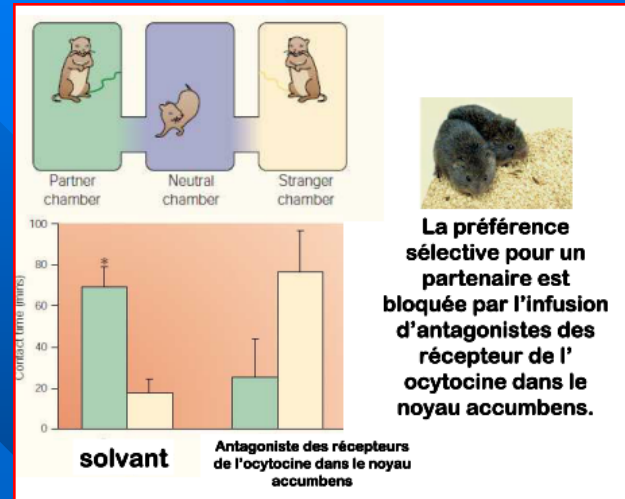 Partner
chamber
Neutral
chamber
Stranger
chamber
100
80
60
40
20
0
Contact time (mins)
*
solvant
Antagoniste des récepteurs
de l'ocytocine dans le noyau
accumbens
La préférence
sélective pour un
partenaire est
bloquée par l'infusion
d'antagonistes des
récepteur de l'
ocytocine dans le
noyau accumbens.